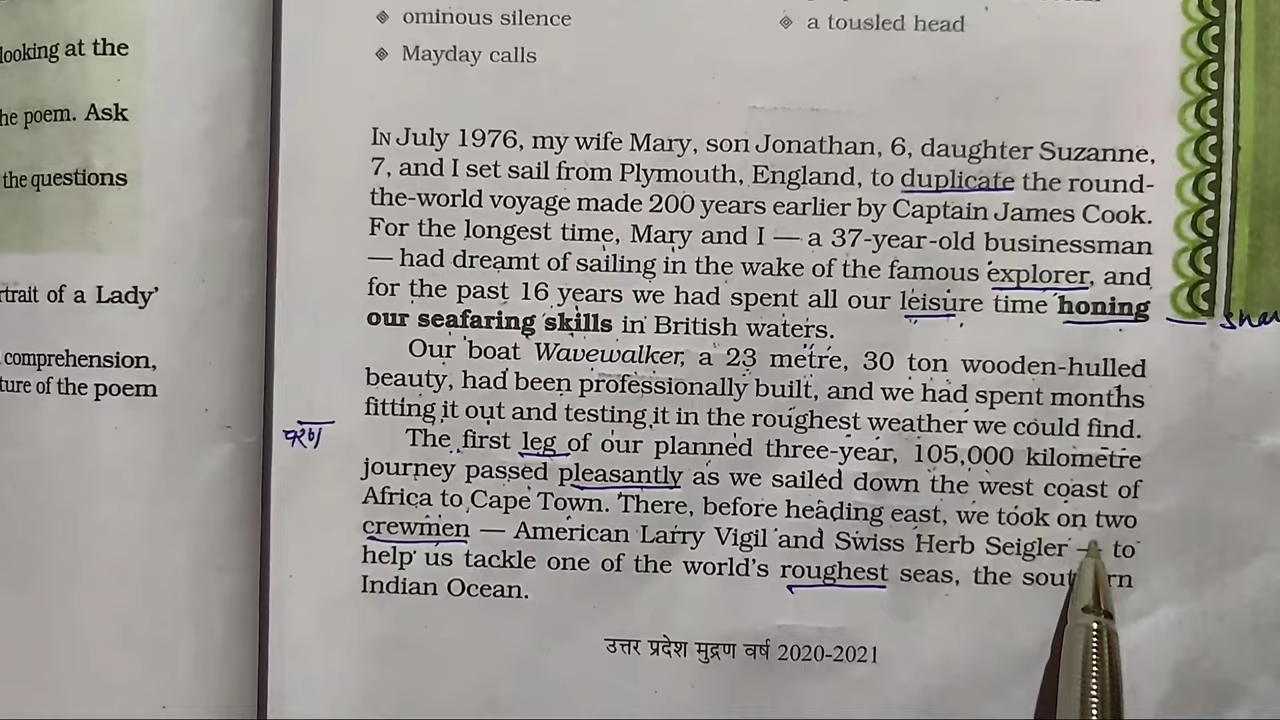 ominous silence
a tousled head
Mayday calls
looking at the
he poem. Ask
the questions
rtrait of a Lady'
comprehension,
ture of the poem
IN July 1976, my wife Mary, son Jonathan, 6, daughter Suzanne,
7, and I set sail from Plymouth, England, to duplicate the round-
the-world voyage made 200 years earlier by Captain James Cook.
For the longest time, Mary and I — a 37-year-old businessman
— had dreamt of sailing in the wake of the famous explorer, and
for the past 16 years we had spent all our leisure time honing
our seafaring skills in British waters.
Our boat Wavewalker, a 23 metre, 30 ton wooden-hulled
beauty, had been professionally built, and we had spent months
fitting it out and testing it in the roughest weather we could find.
चरण
The first leg of our planned three-year, 105,000 kilometre
journey passed pleasantly as we sailed down the west coast of
Africa to Cape Town. There, before heading east, we took on two
crewmen — American Larry Vigil and Swiss Herb Seigler — to
help us tackle one of the world's roughest seas, the southern
Indian Ocean.
उत्तर प्रदेश मुद्रण वर्ष 2020-2021